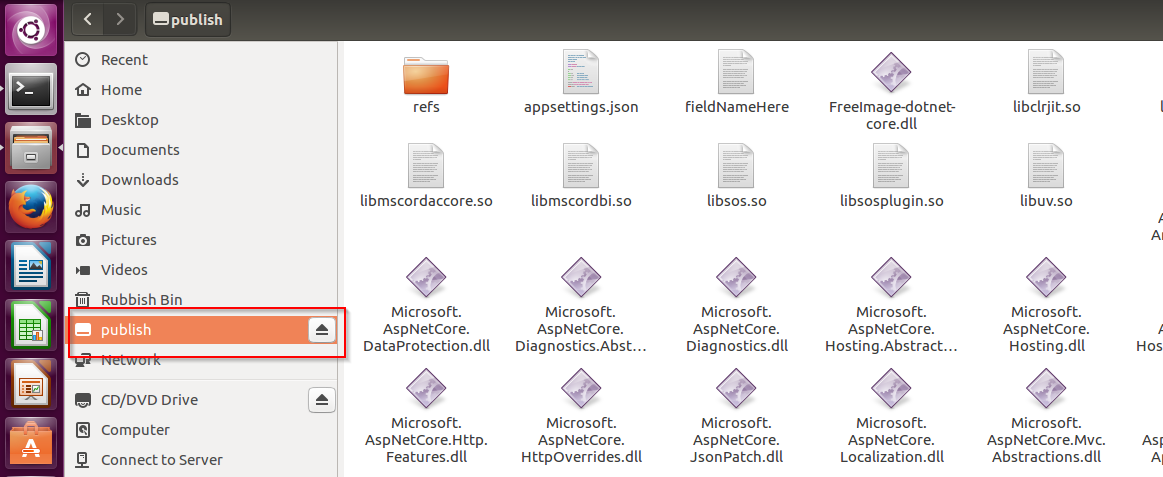 publish
Recent
Home
Desktop
Documents
Downloads
Music
Pictures
Videos
Rubbish Bin
publish
Network
CD/DVD Drive
Computer
Connect to Server
refs
appsettings.json
fieldNameHere
FreeImage-dotnet-
core.dll
libclrjit.so
libmscordaccore.so
libmscordbi.so
libsos.so
libsosplugin.so
libuv.so
Microsoft.
AspNetCore.
DataProtection.dll
Microsoft.
AspNetCore.
Diagnostics.Abst...
Microsoft.
AspNetCore.
Diagnostics.dll
Microsoft.
AspNetCore.
Hosting.Abstract...
Microsoft.
AspNetCore.
Hosting.dll
Microsoft.
AspNetCore.Http.
Features.dll
Microsoft.
AspNetCore.
HttpOverrides.dll
Microsoft.
AspNetCore.
JsonPatch.dll
Microsoft.
AspNetCore.
Localization.dll
Microsoft.
AspNetCore.Mvc.
Abstractions.dll